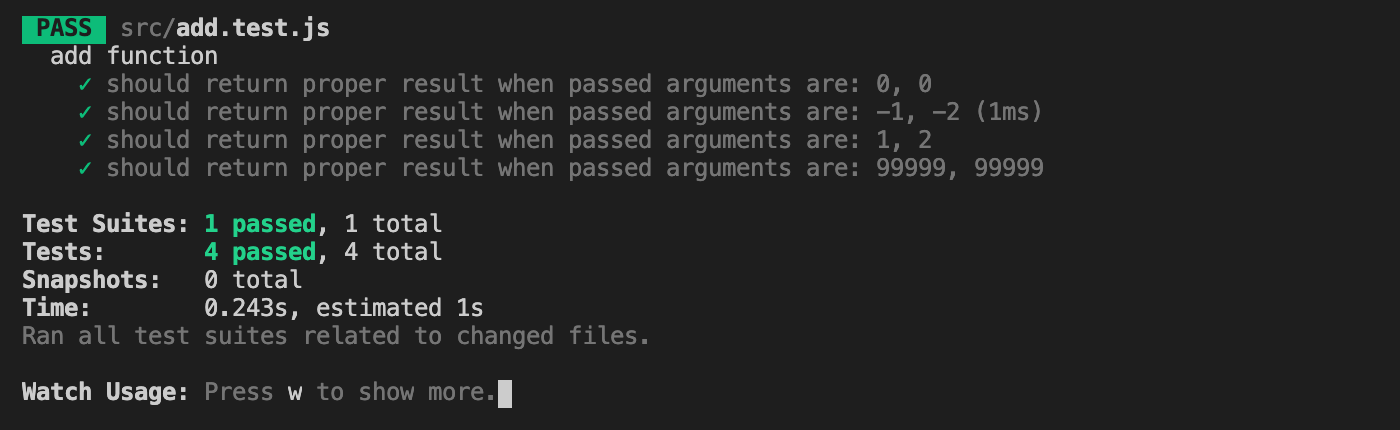 PASS src/add.test.js
add function
✓ should return proper result when passed arguments are: 0, 0
✓ should return proper result when passed arguments are: -1, -2 (1ms)
✓ should return proper result when passed arguments are: 1, 2
✓ should return proper result when passed arguments are: 99999, 99999
Test Suites: 1 passed, 1 total
Tests: 4 passed, 4 total
Snapshots: 0 total
Time: 0.243s, estimated 1s
Ran all test suites related to changed files.
Watch Usage: Press w to show more.